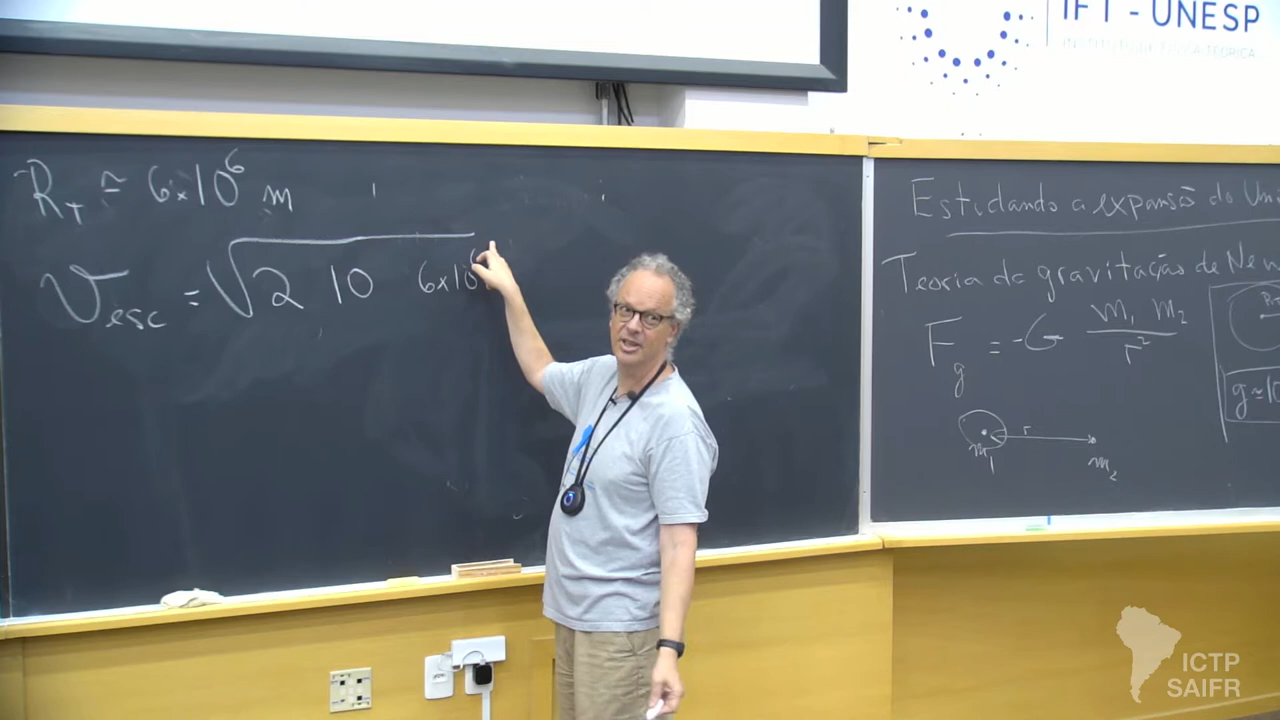 IFT - UNESP
INSTITUTO DE FÍSICA TEÓRICA
R_T ≃ 6×10^6 m
v_esc = √2 10 6×10
Estudando a expansão do Uni
Teoria da gravitação de New
F_g = -G m_1 m_2 / r^2
g ≃ 10
r
m_1
m_2
ICTP
SAIFR